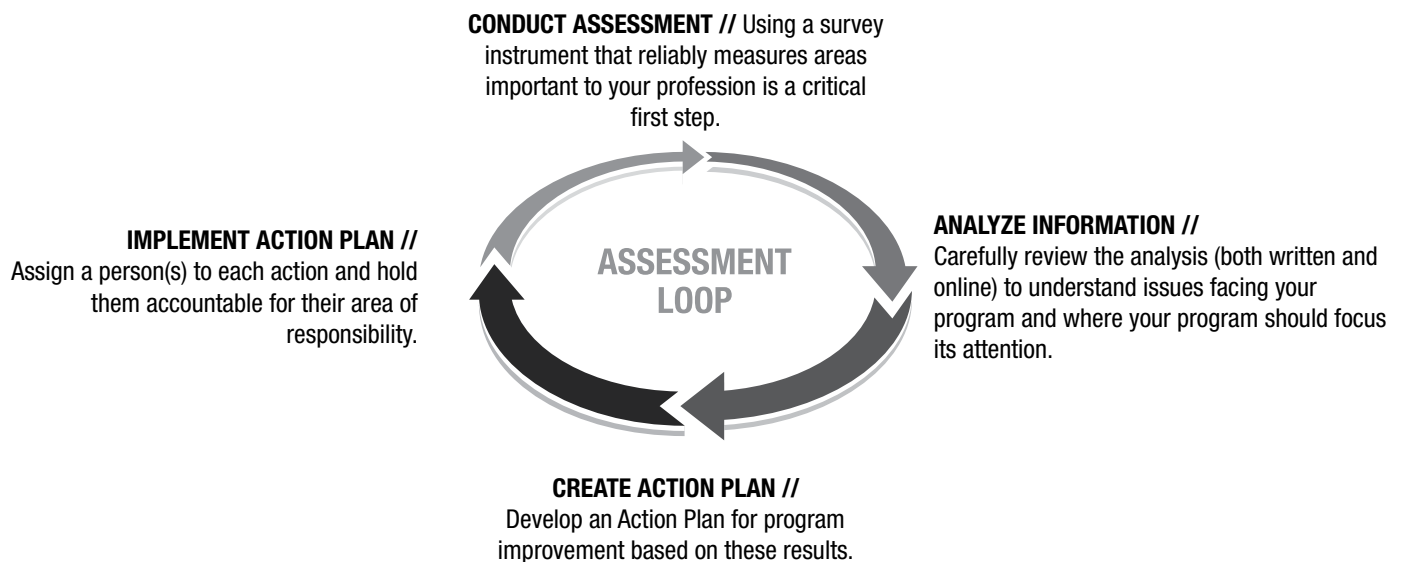 CONDUCT ASSESSMENT // Using a survey
instrument that reliably measures areas
important to your profession is a critical
first step.
ANALYZE INFORMATION //
Carefully review the analysis (both written and
online) to understand issues facing your
program and where your program should focus
its attention.
CREATE ACTION PLAN //
Develop an Action Plan for program
improvement based on these results.
IMPLEMENT ACTION PLAN //
Assign a person(s) to each action and hold
them accountable for their area of
responsibility.
ASSESSMENT
LOOP